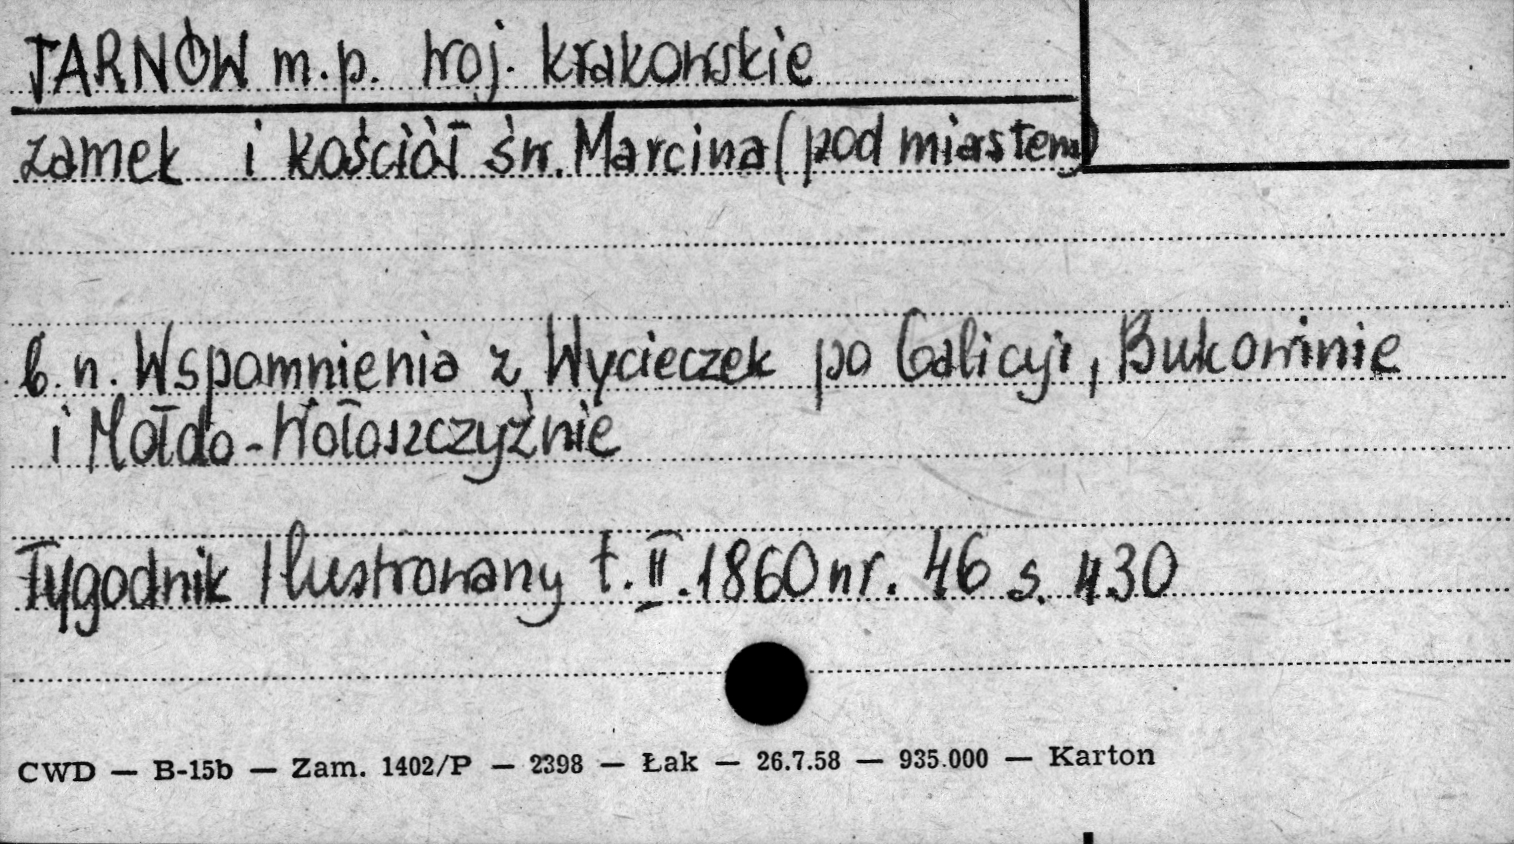 TARNÓW m.p. woj. krakowskie
zamek i kościół św. Marcina (pod miastem)
b.n. Wspomnienia z Wycieczek po Galicyi, Bukowinie
i Mołdo-Wołoszczyźnie
Tygodnik Ilustrowany t. II. 1860 nr. 46 s. 430
CWD — B-15b — Zam. 1402/P — 2398 — Łak — 26.7.58 — 935.000 — Karton